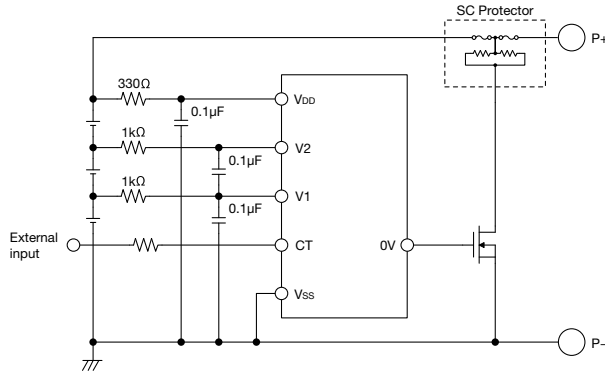 SC Protector
P+
330Ω
VDD
0.1µF
1kΩ
V2
0.1µF
1kΩ
V1
0.1µF
External
input
CT
0V
VSS
P−